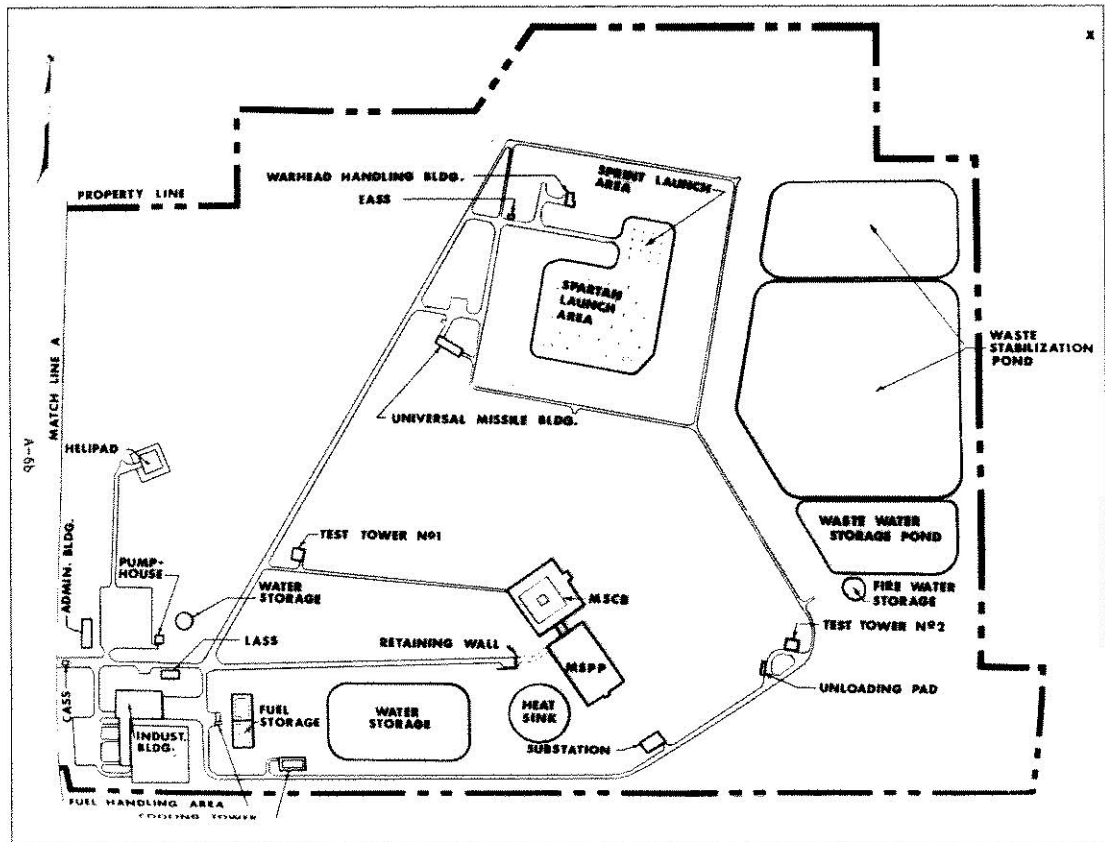 X
WARHEAD HANDLING BLDG.
EASS
SPRINT LAUNCH
AREA
PROPERTY LINE
SPARTAN
LAUNCH
AREA
WASTE
STABILIZATION
POND
MATCH LINE A
UNIVERSAL MISSILE BLDG.
A-6b
HELIPAD
WASTE WATER
STORAGE POND
TEST TOWER Nº1
ADMIN. BLDG.
PUMP-
HOUSE
WATER
STORAGE
MSCB
FIRE WATER
STORAGE
TEST TOWER Nº2
LASS
RETAINING WALL
MSPP
UNLOADING PAD
CASS
FUEL
STORAGE
WATER
STORAGE
HEAT
SINK
INDUST.
BLDG.
SUBSTATION
FUEL HANDLING AREA
COOLING TOWER